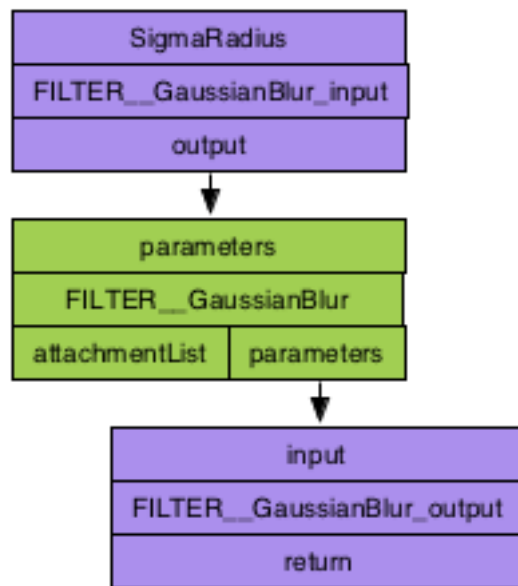 SigmaRadius
FILTER__GaussianBlur_input
output
parameters
FILTER__GaussianBlur
attachmentList parameters
input
FILTER__GaussianBlur_output
return